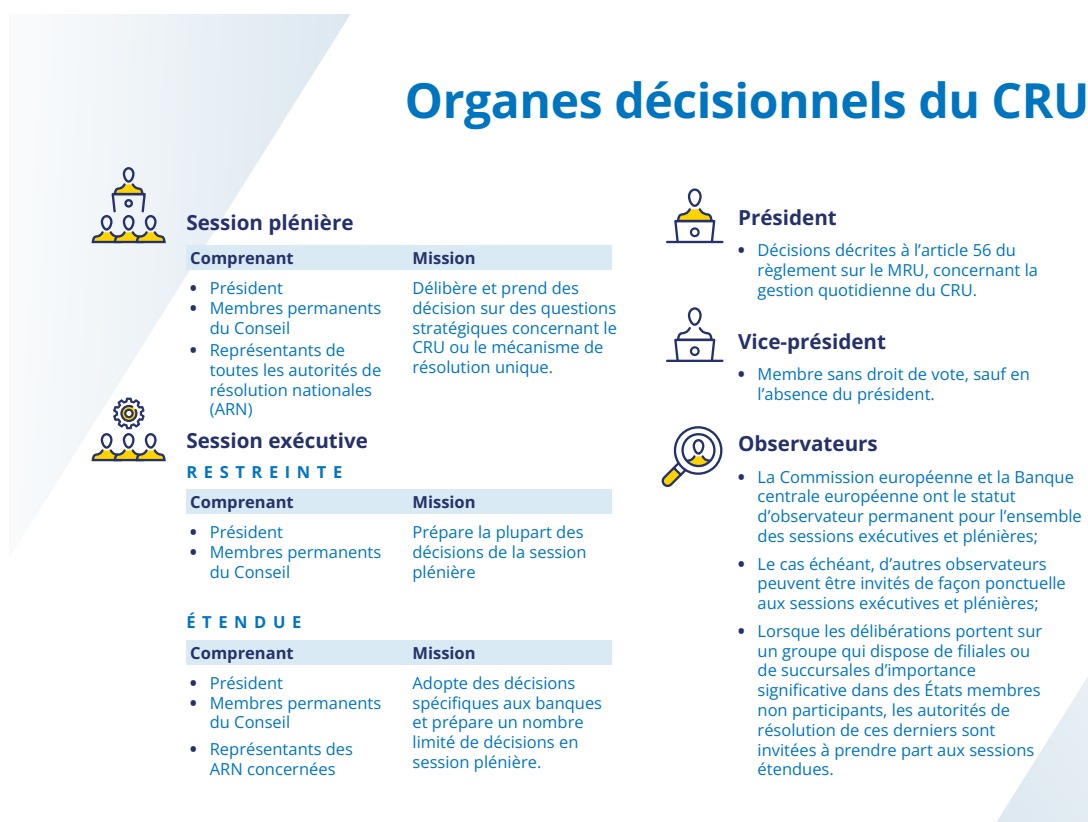 Organes décisionnels du CRU
Session plénière
Comprenant Mission
• Président
• Membres permanents
du Conseil
• Représentants de
toutes les autorités de
résolution nationales
(ARN)
Délibère et prend des
décision sur des questions
stratégiques concernant le
CRU ou le mécanisme de
résolution unique.
Session exécutive
RESTREINTE
Comprenant Mission
• Président
• Membres permanents
du Conseil
Prépare la plupart des
décisions de la session
plénière
ÉTENDUE
Comprenant Mission
• Président
• Membres permanents
du Conseil
• Représentants des
ARN concernées
Adopte des décisions
spécifiques aux banques
et prépare un nombre
limité de décisions en
session plénière.
Président
• Décisions décrites à l’article 56 du
règlement sur le MRU, concernant la
gestion quotidienne du CRU.
Vice-président
• Membre sans droit de vote, sauf en
l’absence du président.
Observateurs
• La Commission européenne et la Banque
centrale européenne ont le statut
d’observateur permanent pour l’ensemble
des sessions exécutives et plénières;
• Le cas échéant, d’autres observateurs
peuvent être invités de façon ponctuelle
aux sessions exécutives et plénières;
• Lorsque les délibérations portent sur
un groupe qui dispose de filiales ou
de succursales d’importance
significative dans des États membres
non participants, les autorités de
résolution de ces derniers sont
invitées à prendre part aux sessions
étendues.